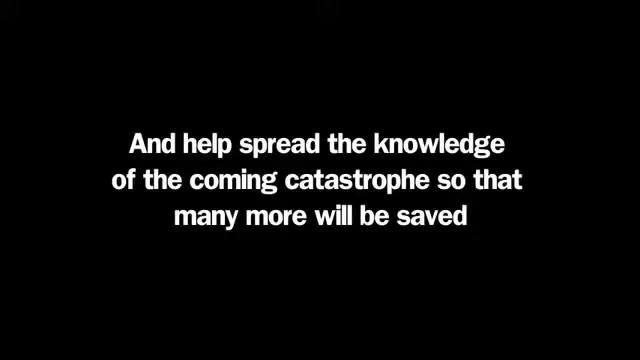 And help spread the knowledge
of the coming catastrophe so that
many more will be saved